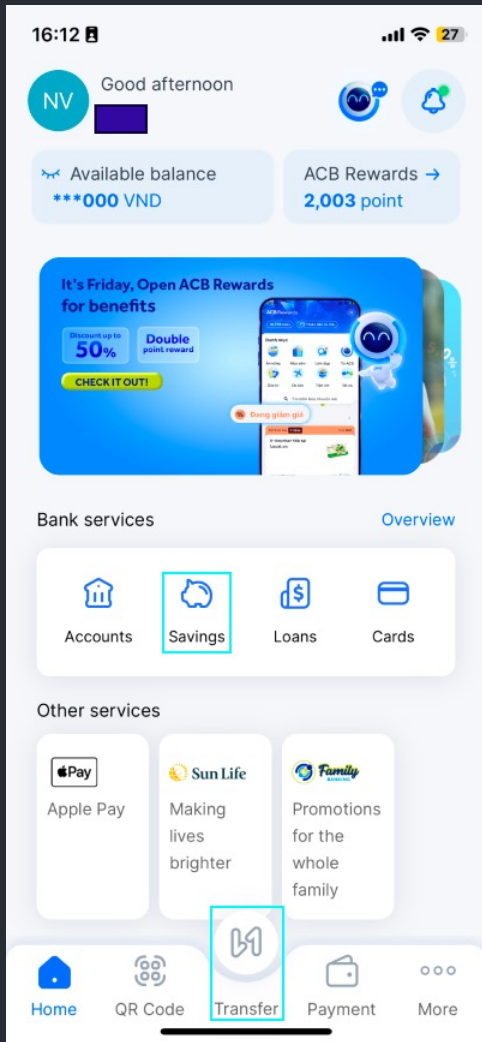 16:12
27
NV
Good afternoon
Available balance
***000 VND
ACB Rewards →
2,003 point
It's Friday, Open ACB Rewards
for benefits
Discount up to
50%
Double
point reward
CHECK IT OUT!
ACB Rewards
Đang giảm giá
Bank services
Overview
Accounts
Savings
Loans
Cards
Other services
Pay
Apple Pay
Sun Life
Making
lives
brighter
Family
BANKING
Promotions
for the
whole
family
Home
QR Code
Transfer
Payment
More